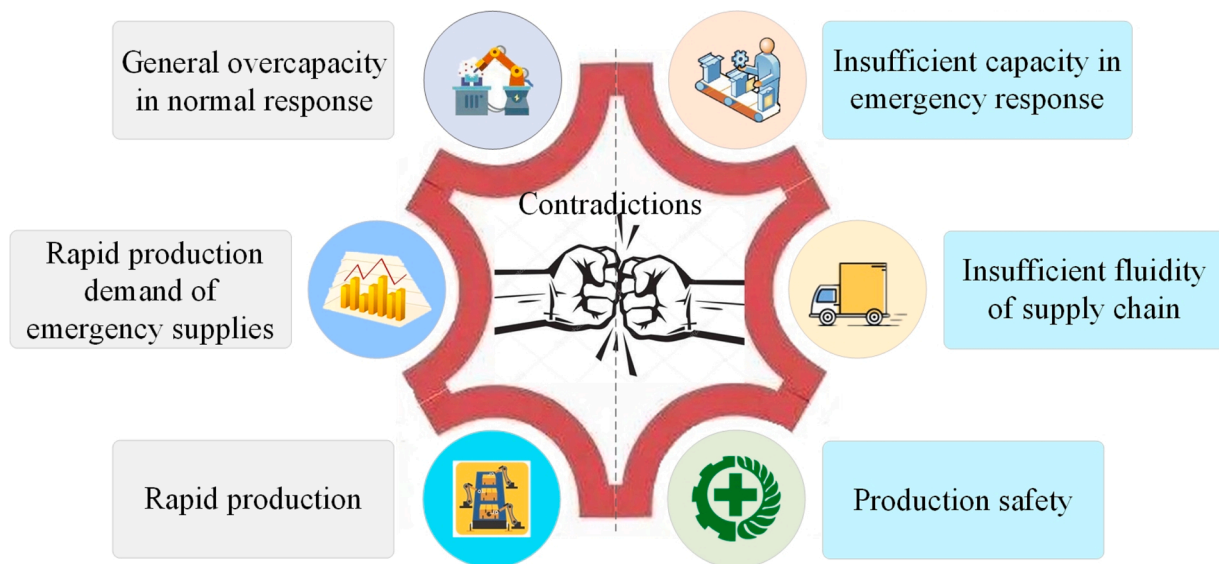 General overcapacity
in normal response
Insufficient capacity in
emergency response
Contradictions
Rapid production
demand of
emergency supplies
Insufficient fluidity
of supply chain
Rapid production
Production safety